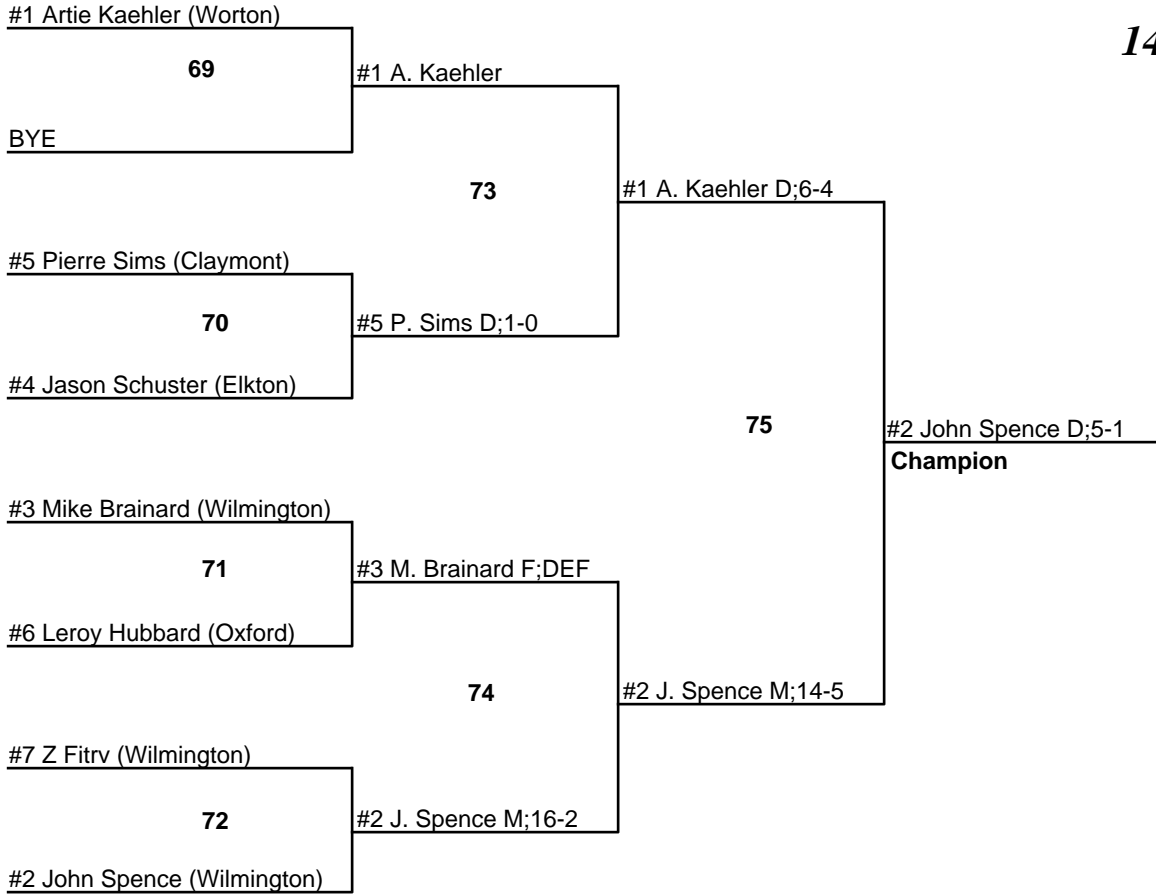 #1 Artie Kaehler (Worton)
14
69
#1 A. Kaehler
BYE
73
#1 A. Kaehler D;6-4
#5 Pierre Sims (Claymont)
70
#5 P. Sims D;1-0
#4 Jason Schuster (Elkton)
75
#2 John Spence D;5-1
Champion
#3 Mike Brainard (Wilmington)
71
#3 M. Brainard F;DEF
#6 Leroy Hubbard (Oxford)
74
#2 J. Spence M;14-5
#7 Z Fitrv (Wilmington)
72
#2 J. Spence M;16-2
#2 John Spence (Wilmington)